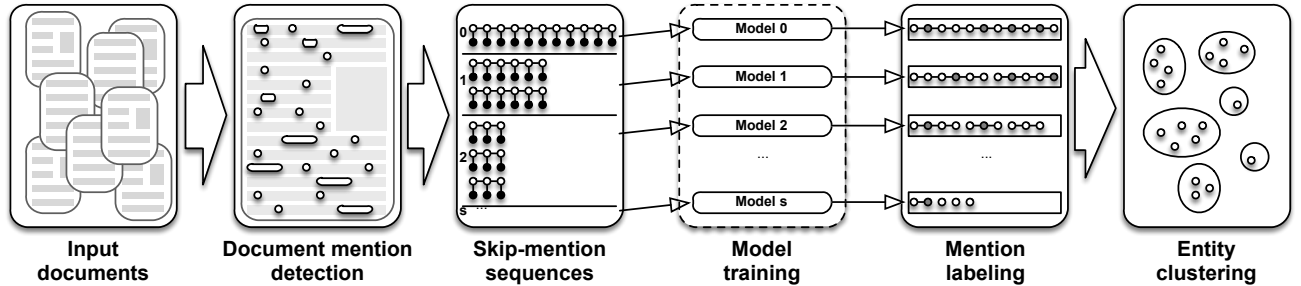 0
1
2
s ...
Model 0
Model 1
Model 2
...
Model s
...
Input
documents
Document mention
detection
Skip-mention
sequences
Model
training
Mention
labeling
Entity
clustering